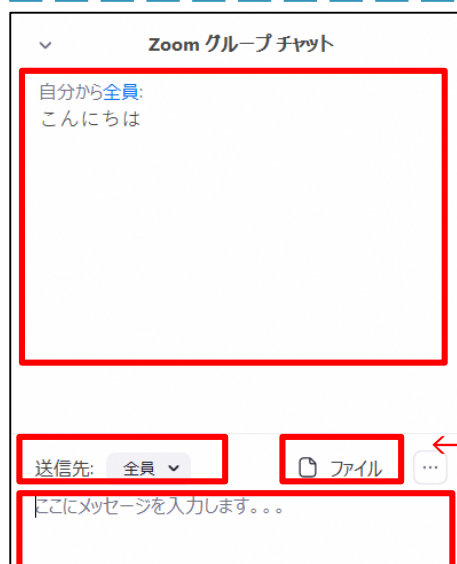 Zoom グループ チャット
自分から全員:
こんにちは
送信先: 全員 ファイル ...
ここにメッセージを入力します。。。